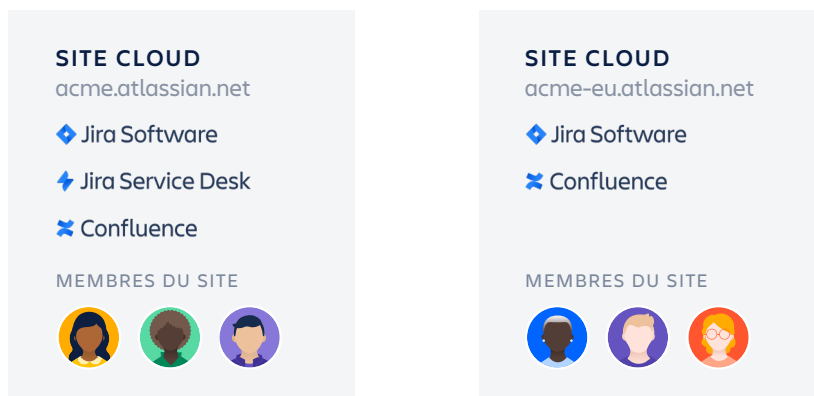 SITE CLOUD
acme.atlassian.net
Jira Software
Jira Service Desk
Confluence
MEMBRES DU SITE
SITE CLOUD
acme-eu.atlassian.net
Jira Software
Confluence
MEMBRES DU SITE